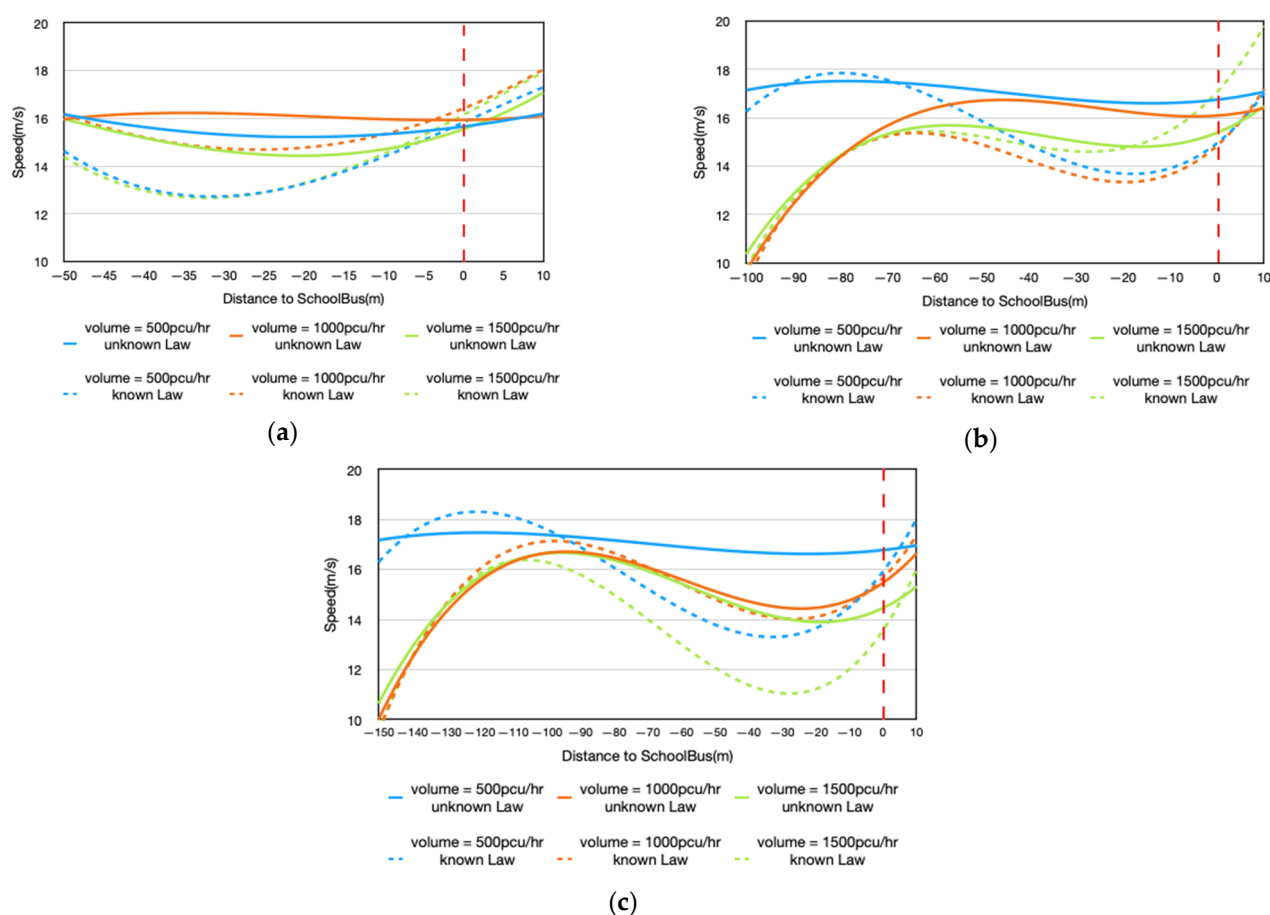 20
18
16
14
12
10
Speed(m/s)
−50 −45 −40 −35 −30 −25 −20 −15 −10 −5 0 5 10
Distance to SchoolBus(m)
volume = 500pcu/hr volume = 1000pcu/hr volume = 1500pcu/hr
unknown Law unknown Law unknown Law
volume = 500pcu/hr volume = 1000pcu/hr volume = 1500pcu/hr
known Law known Law known Law
(a)
20
18
16
14
12
10
Speed(m/s)
−100 −90 −80 −70 −60 −50 −40 −30 −20 −10 0 10
Distance to SchoolBus(m)
volume = 500pcu/hr volume = 1000pcu/hr volume = 1500pcu/hr
unknown Law unknown Law unknown Law
volume = 500pcu/hr volume = 1000pcu/hr volume = 1500pcu/hr
known Law known Law known Law
(b)
20
18
16
14
12
10
Speed(m/s)
−150 −140 −130 −120 −110 −100 −90 −80 −70 −60 −50 −40 −30 −20 −10 0 10
Distance to SchoolBus(m)
volume = 500pcu/hr volume = 1000pcu/hr volume = 1500pcu/hr
unknown Law unknown Law unknown Law
volume = 500pcu/hr volume = 1000pcu/hr volume = 1500pcu/hr
known Law known Law known Law
(c)